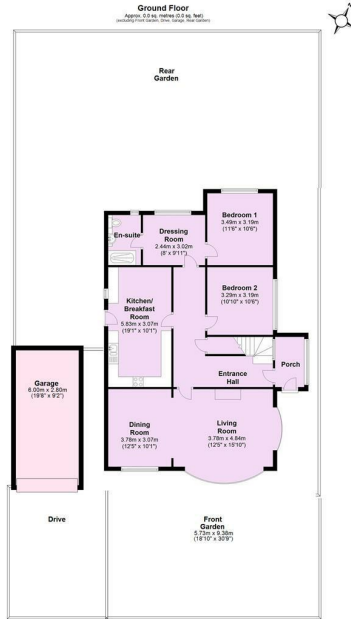 Ground Floor
Approx. 0.0 sq. metres (0.0 sq. feet)
(excluding Front Garden, Drive, Garage, Rear Garden)
N
Rear
Garden
Bedroom 1
3.49m x 3.19m
(11'6" x 10'6")
En-suite
Dressing
Room
2.44m x 3.02m
(8' x 9'11")
Kitchen/
Breakfast
Room
5.83m x 3.07m
(19'1" x 10'1")
Bedroom 2
3.29m x 3.19m
(10'10" x 10'6")
Porch
Entrance
Hall
Garage
6.00m x 2.80m
(19'8" x 9'2")
Dining
Room
3.78m x 3.07m
(12'5" x 10'1")
Living
Room
3.78m x 4.84m
(12'5" x 15'10")
Drive
Front
Garden
5.73m x 9.38m
(18'10" x 30'9")